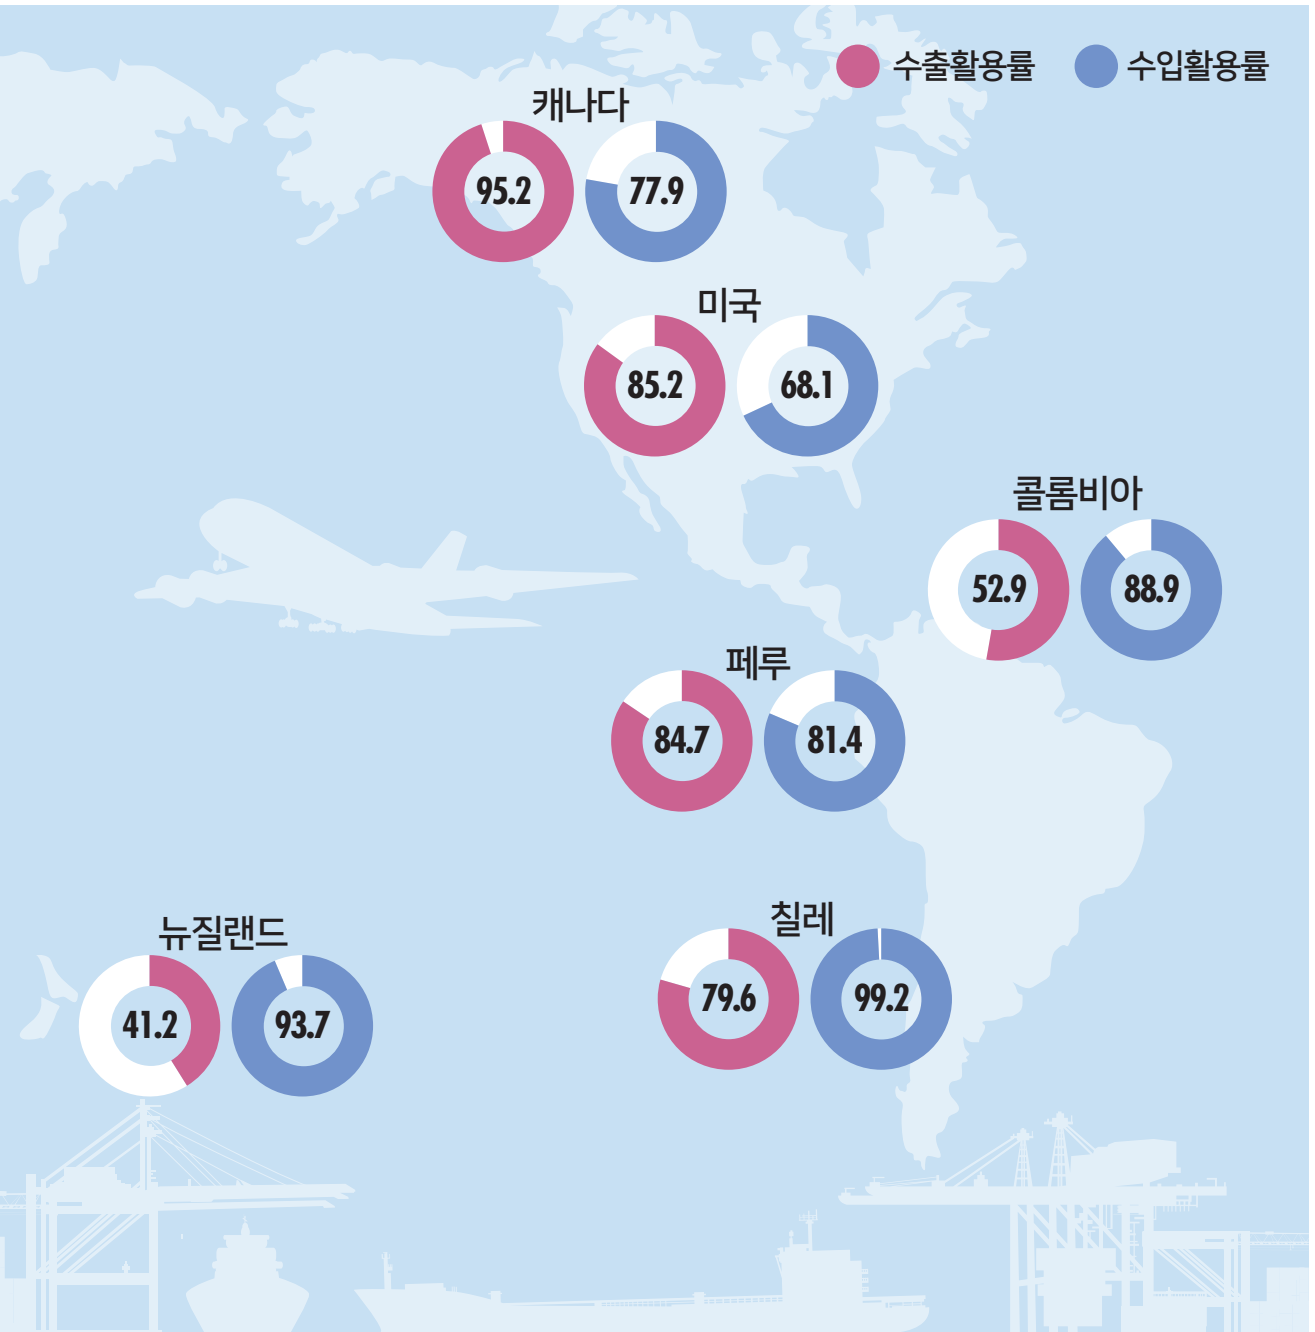 수출활용률 수입활용률
캐나다
95.2 77.9
미국
85.2 68.1
콜롬비아
52.9 88.9
페루
84.7 81.4
칠레
79.6 99.2
뉴질랜드
41.2 93.7